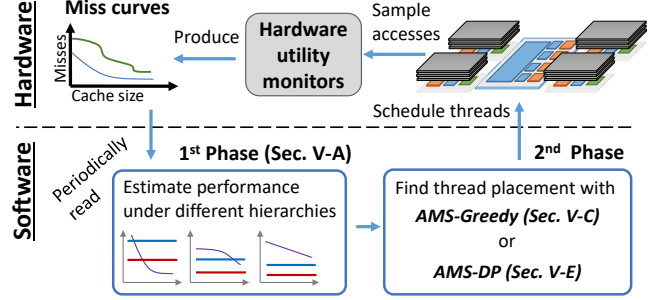 Hardware
Miss curves
Misses
Cache size
Produce
Hardware
utility
monitors
Sample
accesses
Schedule threads
Software
Periodically
read
1st Phase (Sec. V-A)
Estimate performance
under different hierarchies
2nd Phase
Find thread placement with
AMS-Greedy (Sec. V-C)
or
AMS-DP (Sec. V-E)